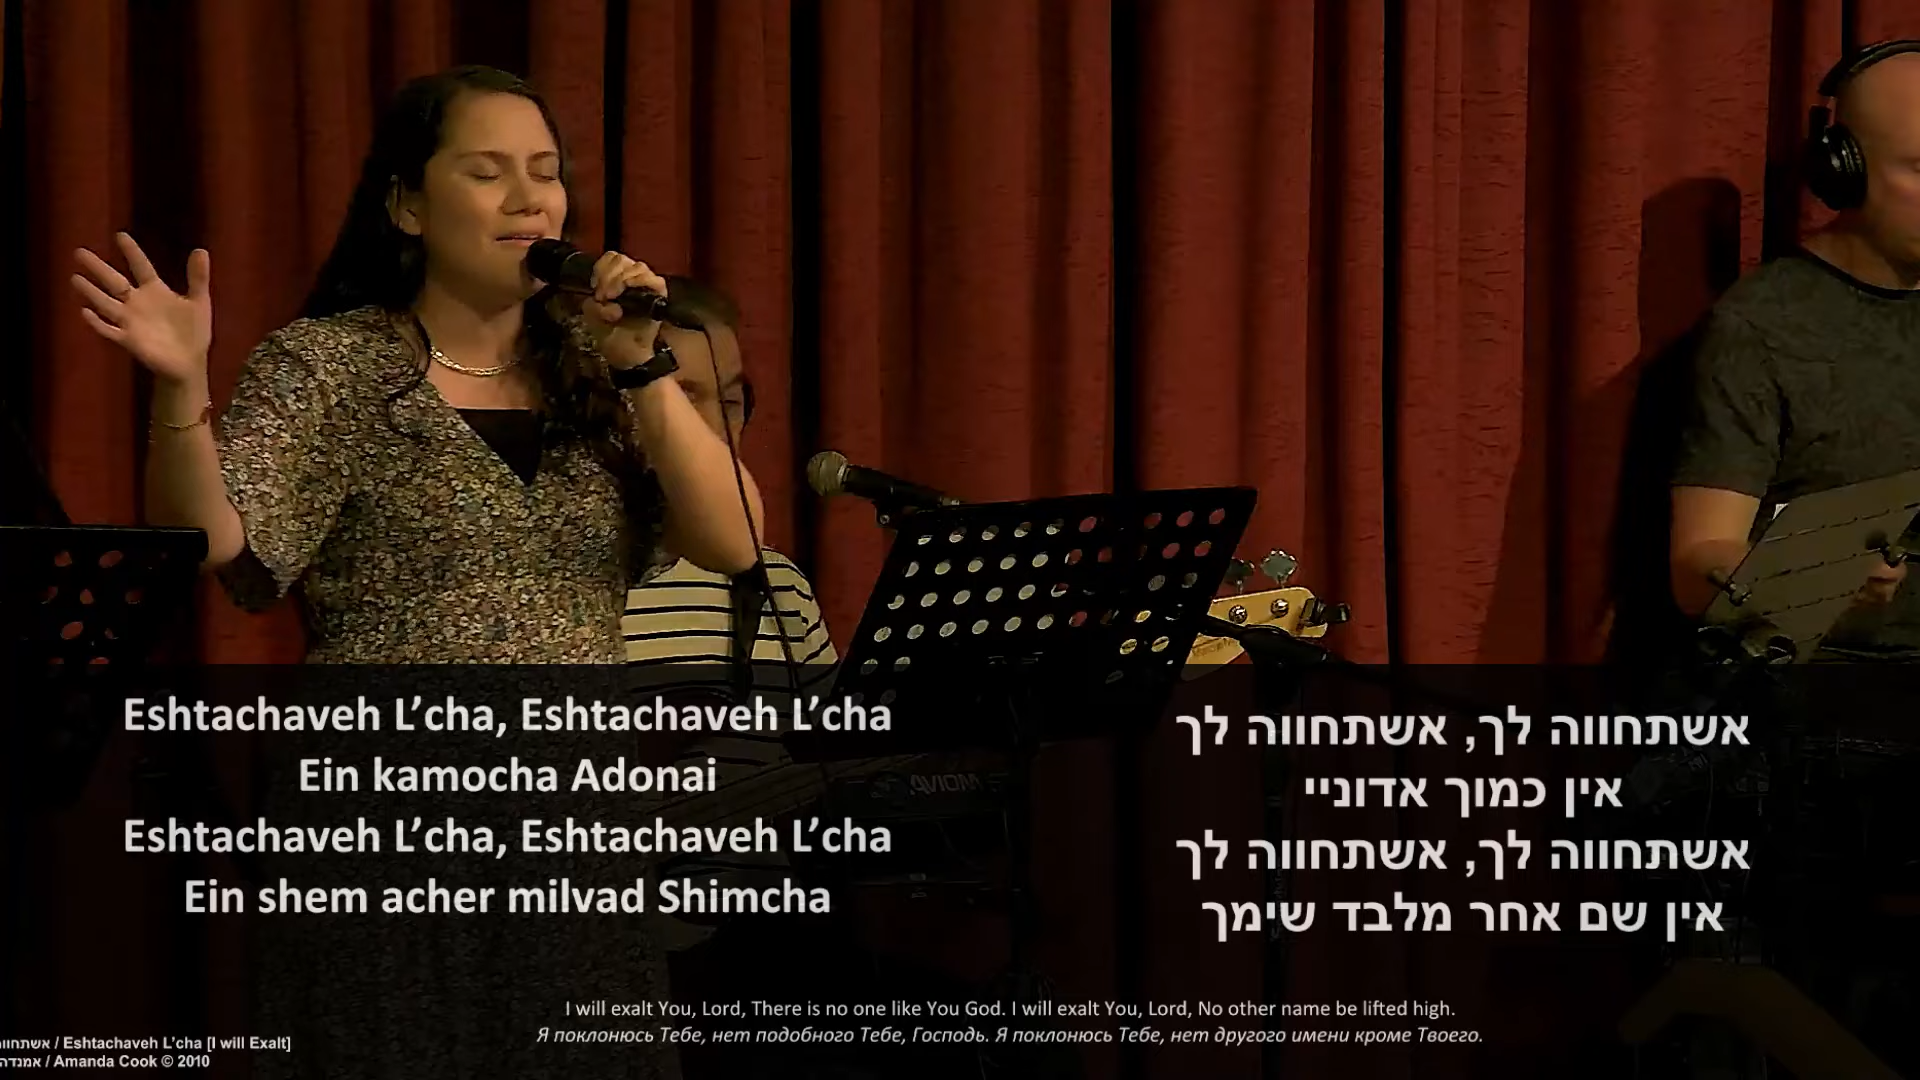 Eshtachaveh L’cha, Eshtachaveh L’cha
Ein kamocha Adonai
Eshtachaveh L’cha, Eshtachaveh L’cha
Ein shem acher milvad Shimcha
אשתחווה לך, אשתחווה לך
אין כמוך אדוניי
אשתחווה לך, אשתחווה לך
אין שם אחר מלבד שימך
AVIOM
I will exalt You, Lord, There is no one like You God. I will exalt You, Lord, No other name be lifted high.
Я поклонюсь Тебе, нет подобного Тебе, Господь. Я поклонюсь Тебе, нет другого имени кроме Твоего.
/ Eshtachaveh L’cha [I will Exalt]
/ Amanda Cook © 2010